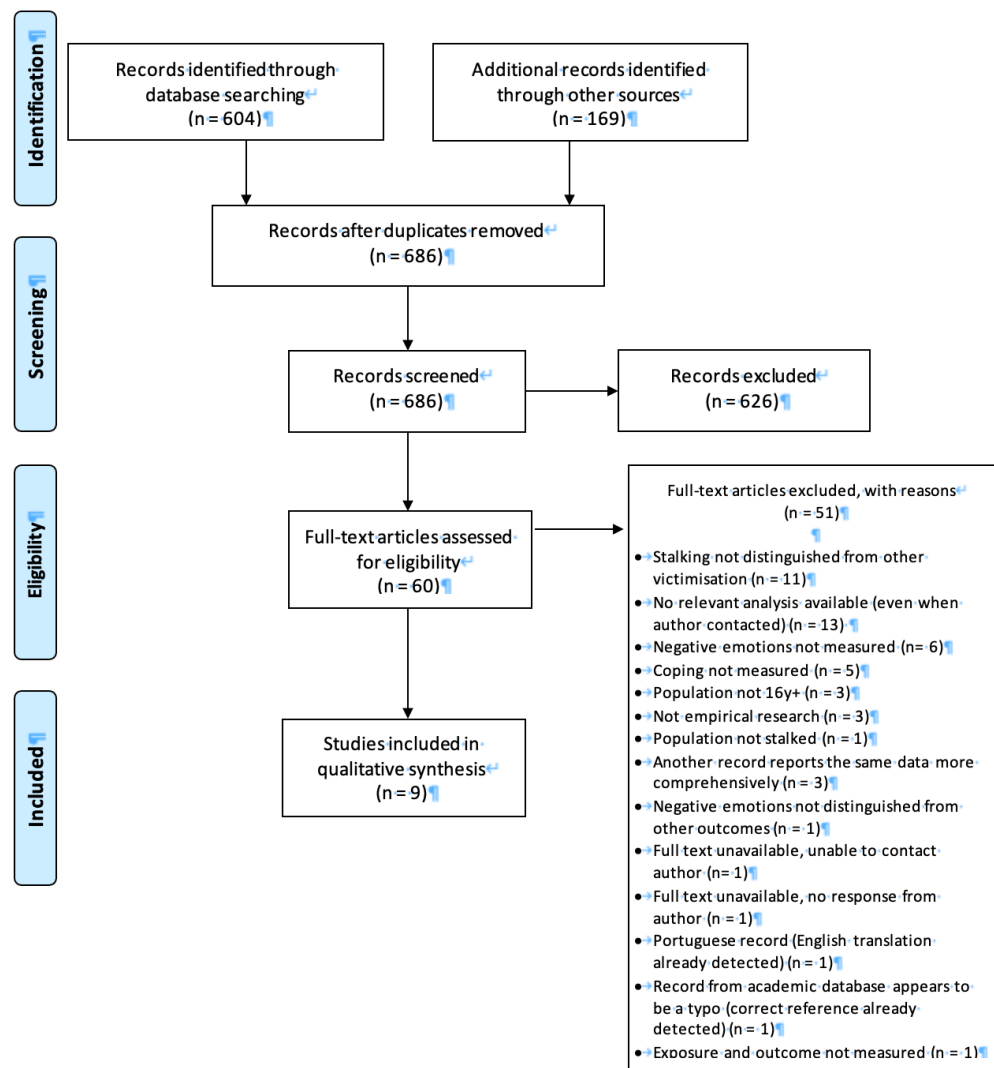 Identification¶
Records identified through
database searching↵
(n = 604)¶
Additional records identified
through other sources↵
(n = 169)¶
Records after duplicates removed↵
(n = 686)¶
Screening¶
Records screened↵
(n = 686)¶
Records excluded↵
(n = 626)¶
Eligibility¶
Full-text articles assessed
for eligibility↵
(n = 60)¶
Full-text articles excluded, with reasons↵
(n = 51)¶
¶
•→Stalking not distinguished from other
victimisation (n = 11)¶
•→No relevant analysis available (even when
author contacted) (n = 13) ¶
•→Negative emotions not measured (n= 6)¶
•→Coping not measured (n = 5)¶
•→Population not 16y+ (n = 3)¶
•→Not empirical research (n = 3)¶
•→Population not stalked (n = 1)¶
•→Another record reports the same data more
comprehensively (n = 3)¶
•→Negative emotions not distinguished from
other outcomes (n = 1)¶
•→Full text unavailable, unable to contact
author (n= 1)¶
•→Full text unavailable, no response from
author (n = 1)¶
•→Portuguese record (English translation
already detected) (n = 1)¶
•→Record from academic database appears to
be a typo (correct reference already
detected) (n = 1)¶
•→Exposure and outcome not measured (n = 1)¶
Included¶
Studies included in
qualitative synthesis↵
(n = 9)¶